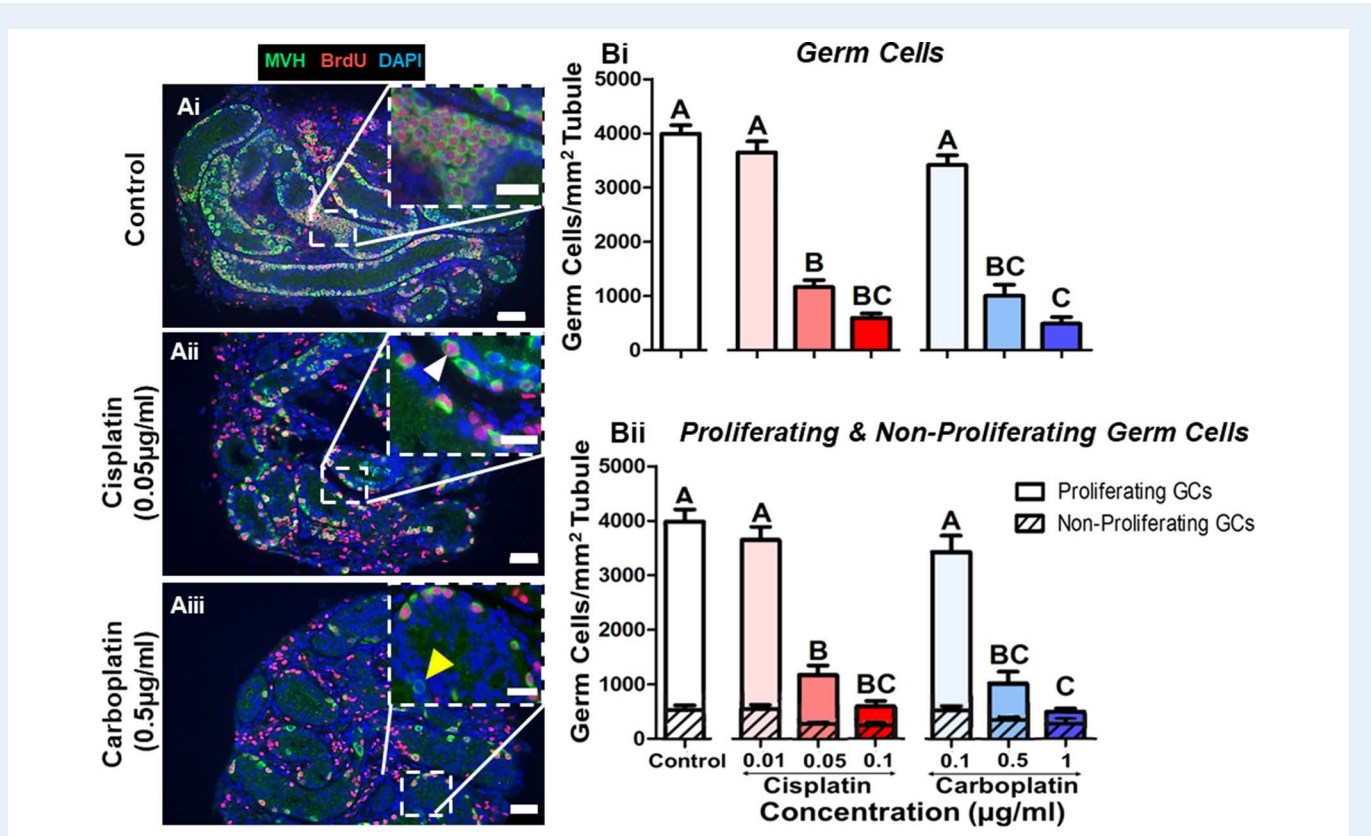 MVH BrdU DAPI
Ai
Control
Aii
Cisplatin
(0.05µg/ml)
Aiii
Carboplatin
(0.5µg/ml)
Bi Germ Cells
Germ Cells/mm² Tubule
5000
4000
3000
2000
1000
0
A
A
B
BC
A
BC
C
Bii Proliferating & Non-Proliferating Germ Cells
Germ Cells/mm² Tubule
5000
4000
3000
2000
1000
0
A
A
B
BC
A
BC
C
Proliferating GCs
Non-Proliferating GCs
Control 0.01 0.05 0.1 0.1 0.5 1
Cisplatin Carboplatin
Concentration (µg/ml)